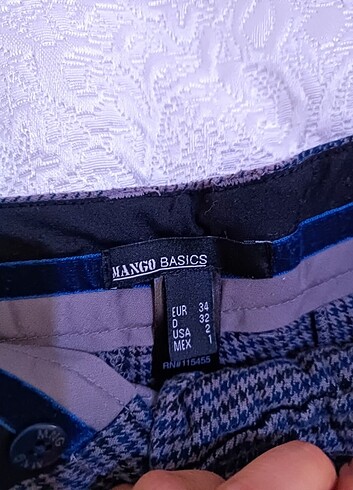 MANGO BASICS
EUR 34
D 32
USA 2
MEX 1
RN#115455